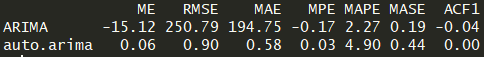 ME RMSE MAE MPE MAPE MASE ACF1
ARIMA -15.12 250.79 194.75 -0.17 2.27 0.19 -0.04
auto.arima 0.06 0.90 0.58 0.03 4.90 0.44 0.00